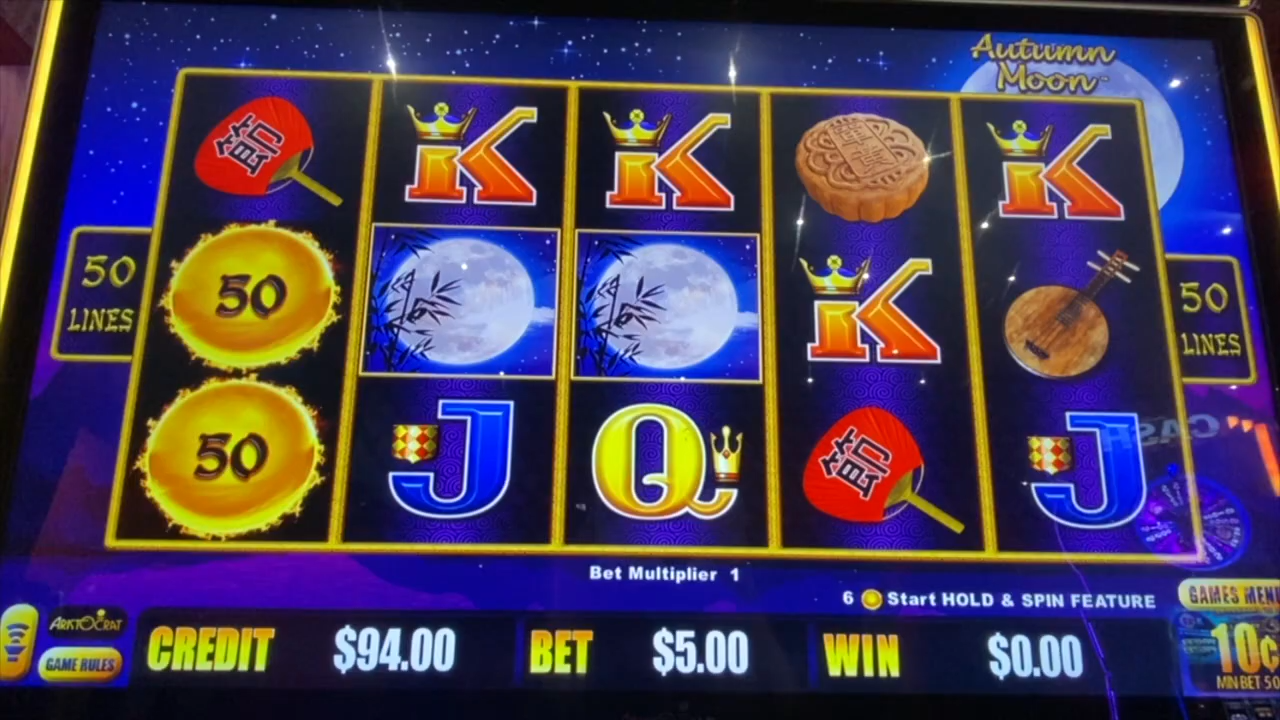 Autumn
Moon
K
K
K
50
LINES
50
K
50
LINES
50
J
Q
J
Bet Multiplier 1
6 Start HOLD & SPIN FEATURE
GAMES MENU
ARISTOCRAT
GAME RULES
CREDIT $94.00 BET $5.00 WIN $0.00
10¢
MIN BET 50
CASH